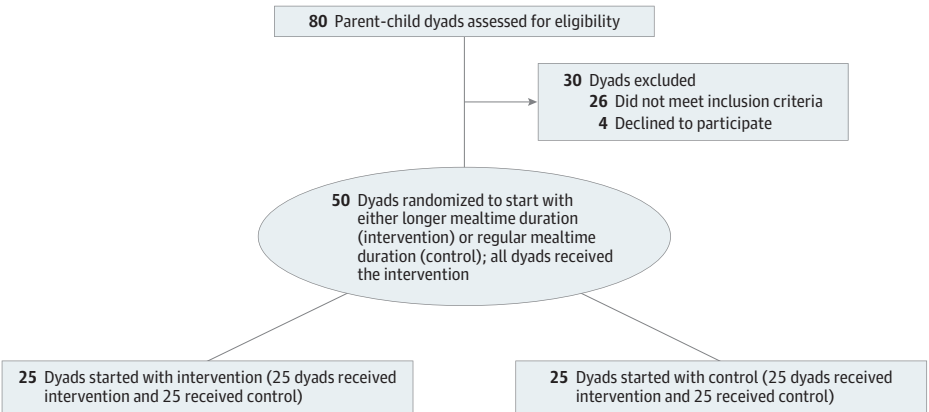 80 Parent-child dyads assessed for eligibility
30 Dyads excluded
26 Did not meet inclusion criteria
4 Declined to participate
50 Dyads randomized to start with
either longer mealtime duration
(intervention) or regular mealtime
duration (control); all dyads received
the intervention
25 Dyads started with intervention (25 dyads received
intervention and 25 received control)
25 Dyads started with control (25 dyads received
intervention and 25 received control)